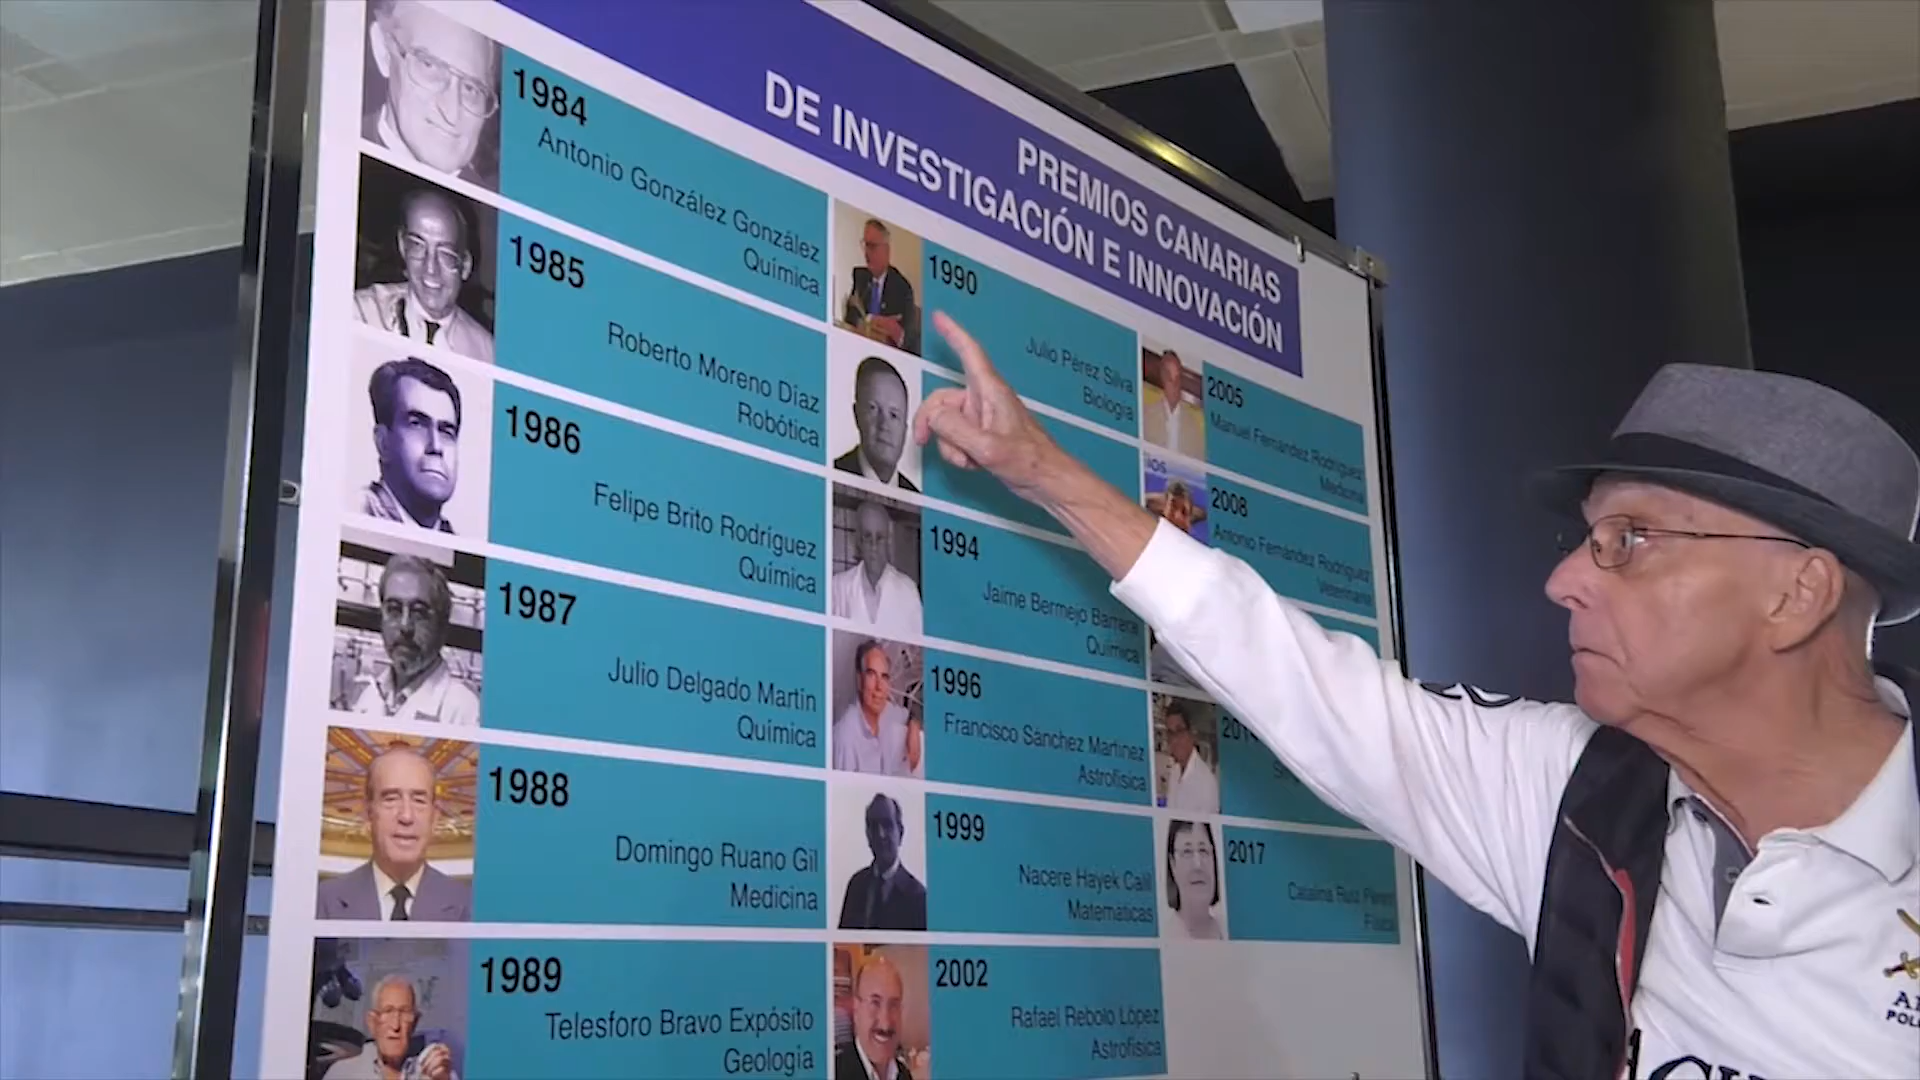 PREMIOS CANARIAS
DE INVESTIGACIÓN E INNOVACIÓN
1984
Antonio González González
Química
1985
Roberto Moreno Díaz
Robótica
1986
Felipe Brito Rodríguez
Química
1987
Julio Delgado Martín
Química
1988
Domingo Ruano Gil
Medicina
1989
Telesforo Bravo Expósito
Geología
1990
Julio Pérez Silva
Biología
1994
Jaime Bermejo Barrera
Química
1996
Francisco Sánchez Martínez
Astrofísica
1999
Nacere Hayek Calil
Matemáticas
2002
Rafael Rebolo López
Astrofísica
2005
Manuel Fernández Rodríguez
Medicina
2008
Antonio Fernández Rodríguez
Veterinaria
2017
Catalina Ruiz Pérez
Física